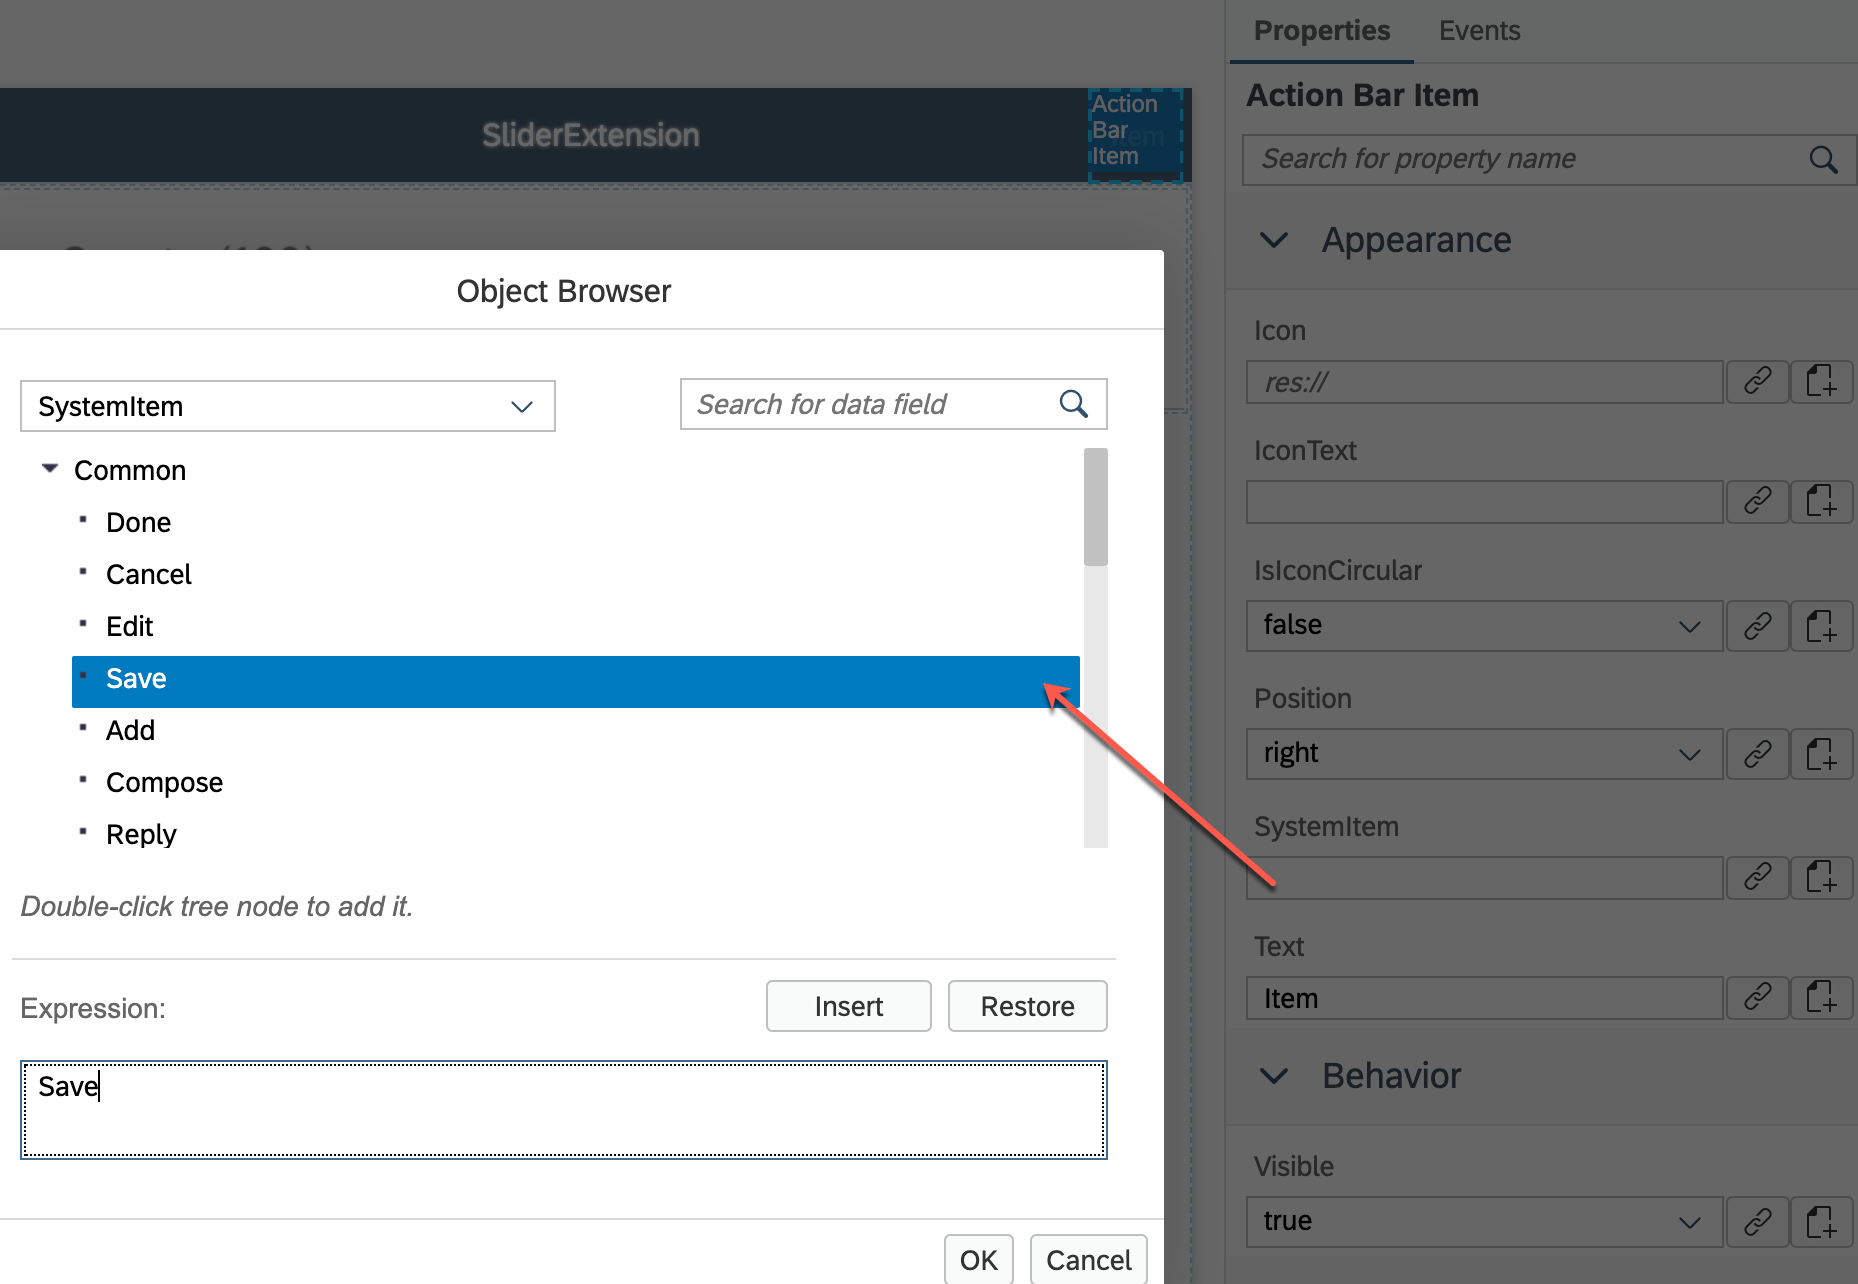 Properties
Events
Action Bar Item
Search for property name
SliderExtension
Action
Bar
Item
Appearance
Icon
res://
IconText
IsIconCircular
false
Position
right
SystemItem
Text
Item
Behavior
Visible
true
Object Browser
SystemItem
Search for data field
Common
Done
Cancel
Edit
Save
Add
Compose
Reply
Double-click tree node to add it.
Expression:
Insert
Restore
Save
OK
Cancel